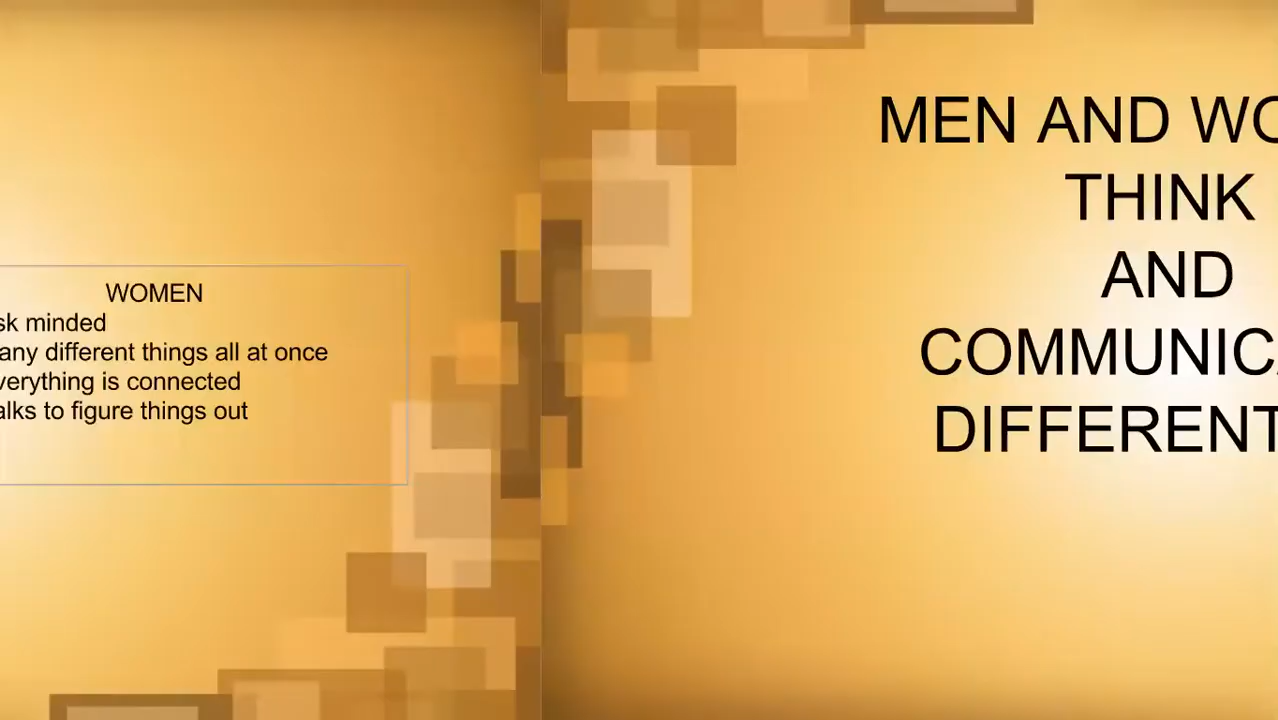 WOMEN
sk minded
any different things all at once
verything is connected
alks to figure things out
MEN AND WO
THINK
AND
COMMUNICA
DIFFERENT